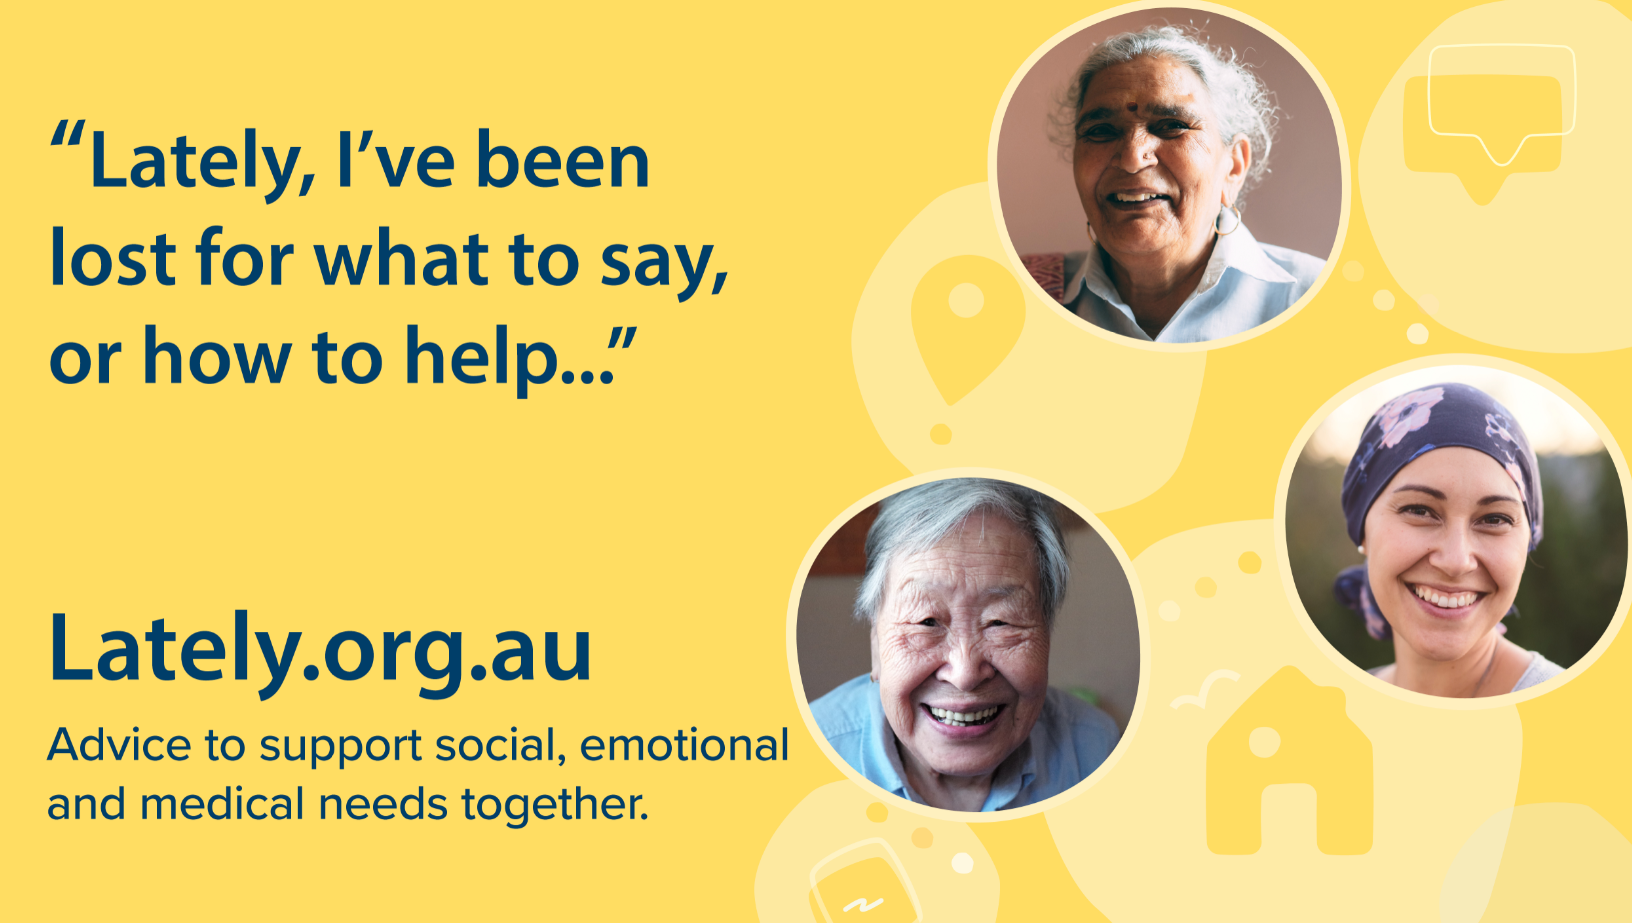 “Lately, I’ve been
lost for what to say,
or how to help...”
Lately.org.au
Advice to support social, emotional
and medical needs together.